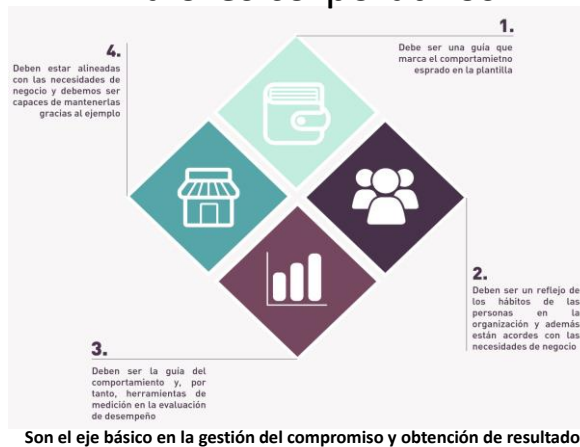 1.
Debe ser una guía que
marca el comportamietno
esprado en la plantilla
2.
Deben ser un reflejo de
los hábitos de las
personas en la
organización y además
están acordes con las
necesidades de negocio
3.
Deben ser la guía del
comportamiento y, por
tanto, herramientas de
medición en la evaluación
de desempeño
4.
Deben estar alineadas
con las necesidades de
negocio y debemos ser
capaces de mantenerlas
gracias al ejemplo
Son el eje básico en la gestión del compromiso y obtención de resultado